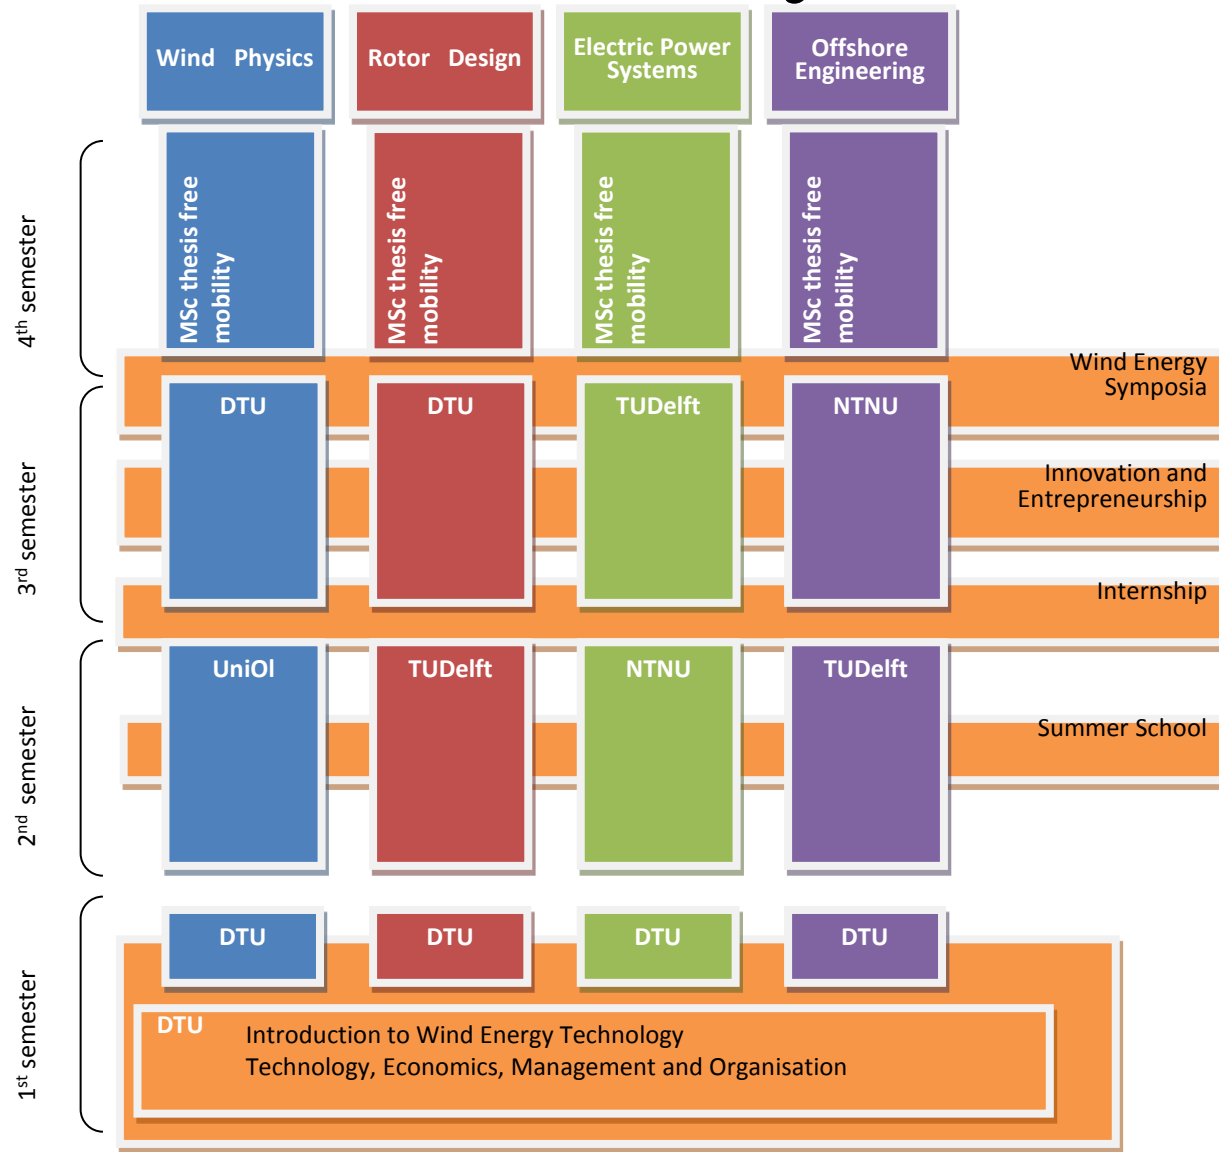 Wind Physics
Rotor Design
Electric Power
Systems
Offshore
Engineering
4th semester
MSc thesis free
mobility
MSc thesis free
mobility
MSc thesis free
mobility
MSc thesis free
mobility
Wind Energy
Symposia
3rd semester
DTU
DTU
TUDelft
NTNU
Innovation and
Entrepreneurship
Internship
2nd semester
UniOl
TUDelft
NTNU
TUDelft
Summer School
1st semester
DTU
DTU
DTU
DTU
DTU
Introduction to Wind Energy Technology
Technology, Economics, Management and Organisation